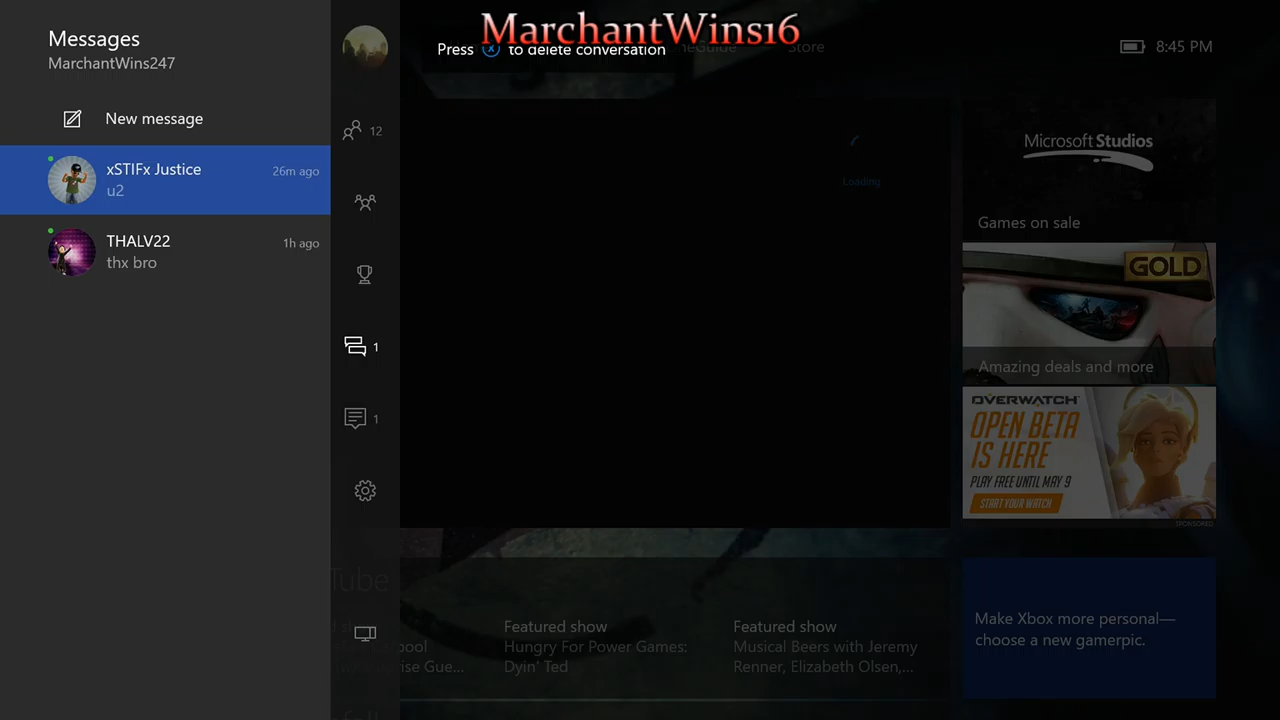 Messages
MarchantWins247
New message
xSTIFx Justice
26m ago
u2
THALV22
1h ago
thx bro
12
1
1
MarchantWins16
Press X to delete conversation
Store
8:45 PM
Loading
Microsoft Studios
Games on sale
GOLD
Amazing deals and more
OVERWATCH
OPEN BETA
IS HERE
PLAY FREE UNTIL MAY 9
START YOUR WATCH
SPONSORED
Tube
Featured show
Hungry For Power Games:
Dyin' Ted
Featured show
Musical Beers with Jeremy
Renner, Elizabeth Olsen,...
Make Xbox more personal—
choose a new gamerpic.